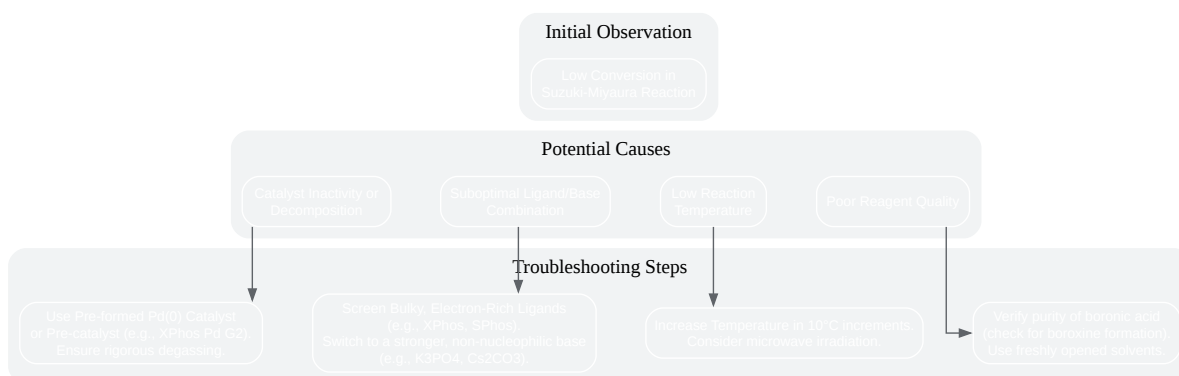 Initial Observation
Low Conversion in
Suzuki-Miyaura Reaction
Potential Causes
Catalyst Inactivity or
Decomposition
Suboptimal Ligand/Base
Combination
Low Reaction
Temperature
Poor Reagent Quality
Troubleshooting Steps
Use Pre-formed Pd(0) Catalyst
or Pre-catalyst (e.g., XPhos Pd G2).
Ensure rigorous degassing.
Screen Bulky, Electron-Rich Ligands
(e.g., XPhos, SPhos).
Switch to a stronger, non-nucleophilic base
(e.g., K3PO4, Cs2CO3).
Increase Temperature in 10°C increments.
Consider microwave irradiation.
Verify purity of boronic acid
(check for boroxine formation).
Use freshly opened solvents.